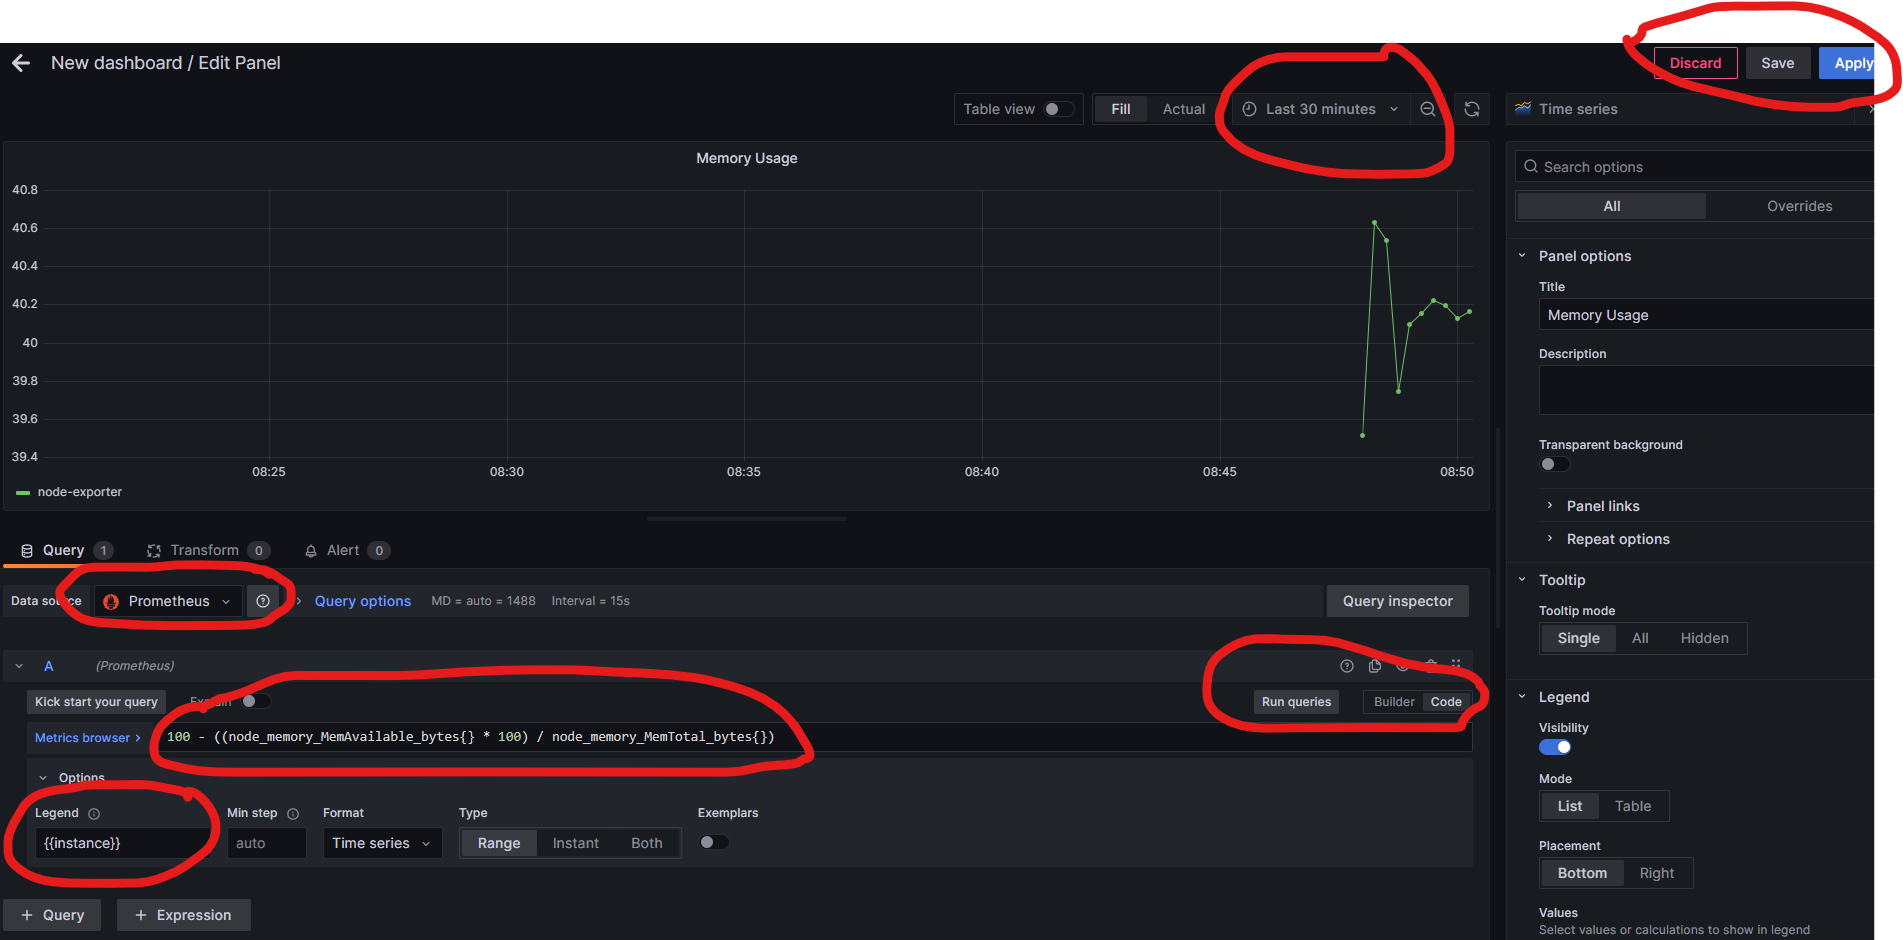 New dashboard / Edit Panel
Discard
Save
Apply
Table view
Fill
Actual
Last 30 minutes
Time series
Memory Usage
40.8
40.6
40.4
40.2
40
39.8
39.6
39.4
08:25
08:30
08:35
08:40
08:45
08:50
node-exporter
Search options
All
Overrides
Panel options
Title
Memory Usage
Description
Transparent background
Panel links
Repeat options
Tooltip
Tooltip mode
Single
All
Hidden
Legend
Visibility
Mode
List
Table
Placement
Bottom
Right
Values
Select values or calculations to show in legend
Query 1
Transform 0
Alert 0
Data source
Prometheus
Query options
MD = auto = 1488
Interval = 15s
Query inspector
A
(Prometheus)
Kick start your query
Explain
Run queries
Builder
Code
Metrics browser
100 - ((node_memory_MemAvailable_bytes{} * 100) / node_memory_MemTotal_bytes{})
Options
Legend
Min step
Format
Type
Exemplars
{{instance}}
auto
Time series
Range
Instant
Both
+ Query
+ Expression